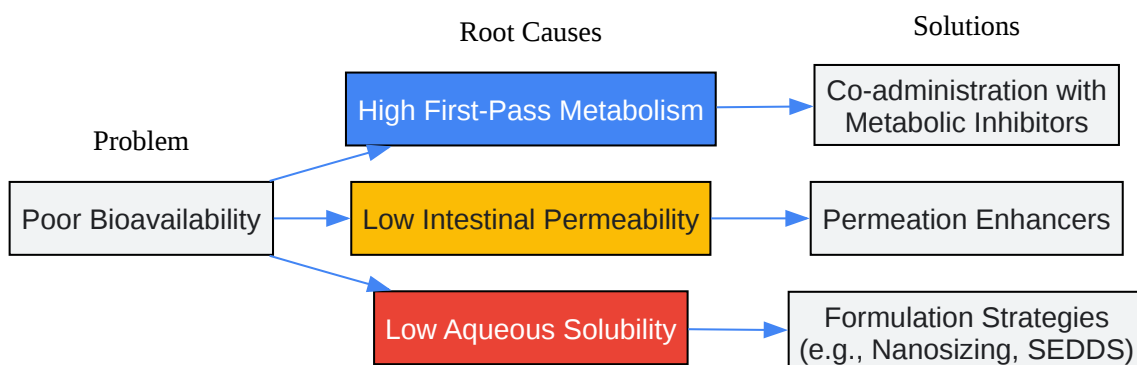 Problem
Root Causes
Solutions
Poor Bioavailability
High First-Pass Metabolism
Co-administration with
Metabolic Inhibitors
Low Intestinal Permeability
Permeation Enhancers
Low Aqueous Solubility
Formulation Strategies
(e.g., Nanosizing, SEDDS)